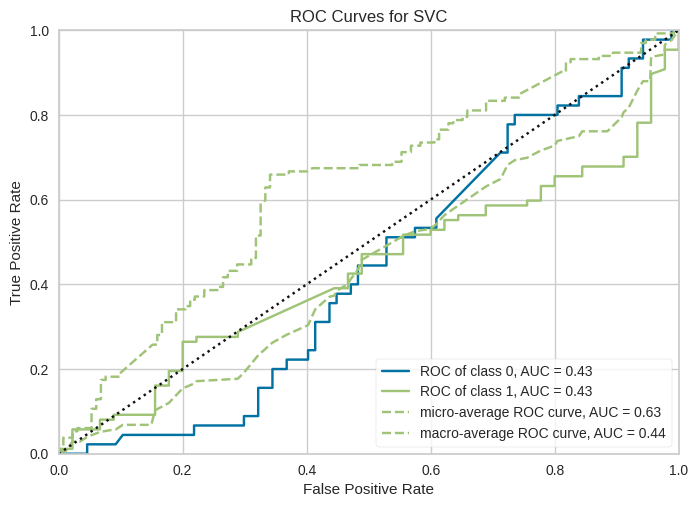 ROC Curves for SVC
True Positive Rate
1.0
0.8
0.6
0.4
0.2
0.0
ROC of class 0, AUC = 0.43
ROC of class 1, AUC = 0.43
micro-average ROC curve, AUC = 0.63
macro-average ROC curve, AUC = 0.44
0.0 0.2 0.4 0.6 0.8 1.0
False Positive Rate